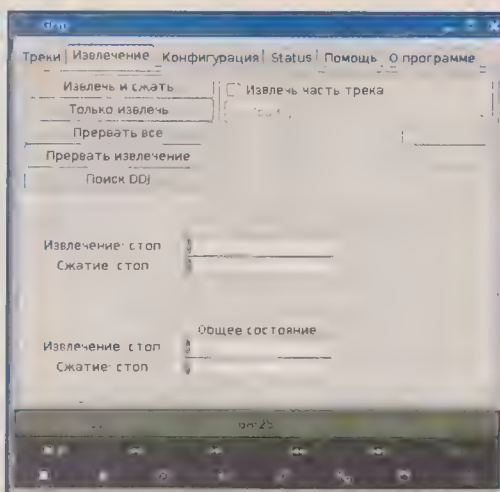 Треки Извлечение Конфигурация Status Помощь О программе
Извлечь и сжать
Извлечь часть трека
Только извлечь
Прервать все
Прервать извлечение
Поиск DDJ
Извлечение: стоп
Сжатие: стоп
Общее состояние
Извлечение: стоп
Сжатие: стоп